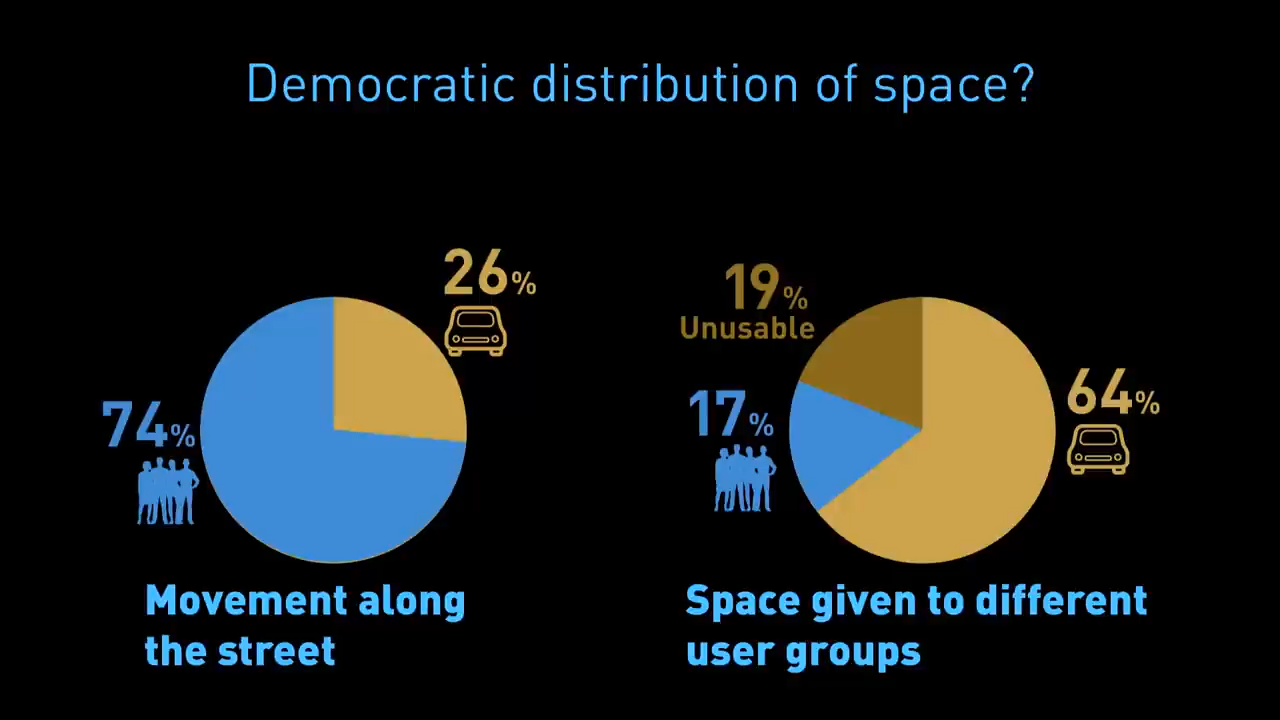 Democratic distribution of space?
26%
74%
Movement along
the street
19%
Unusable
17%
64%
Space given to different
user groups